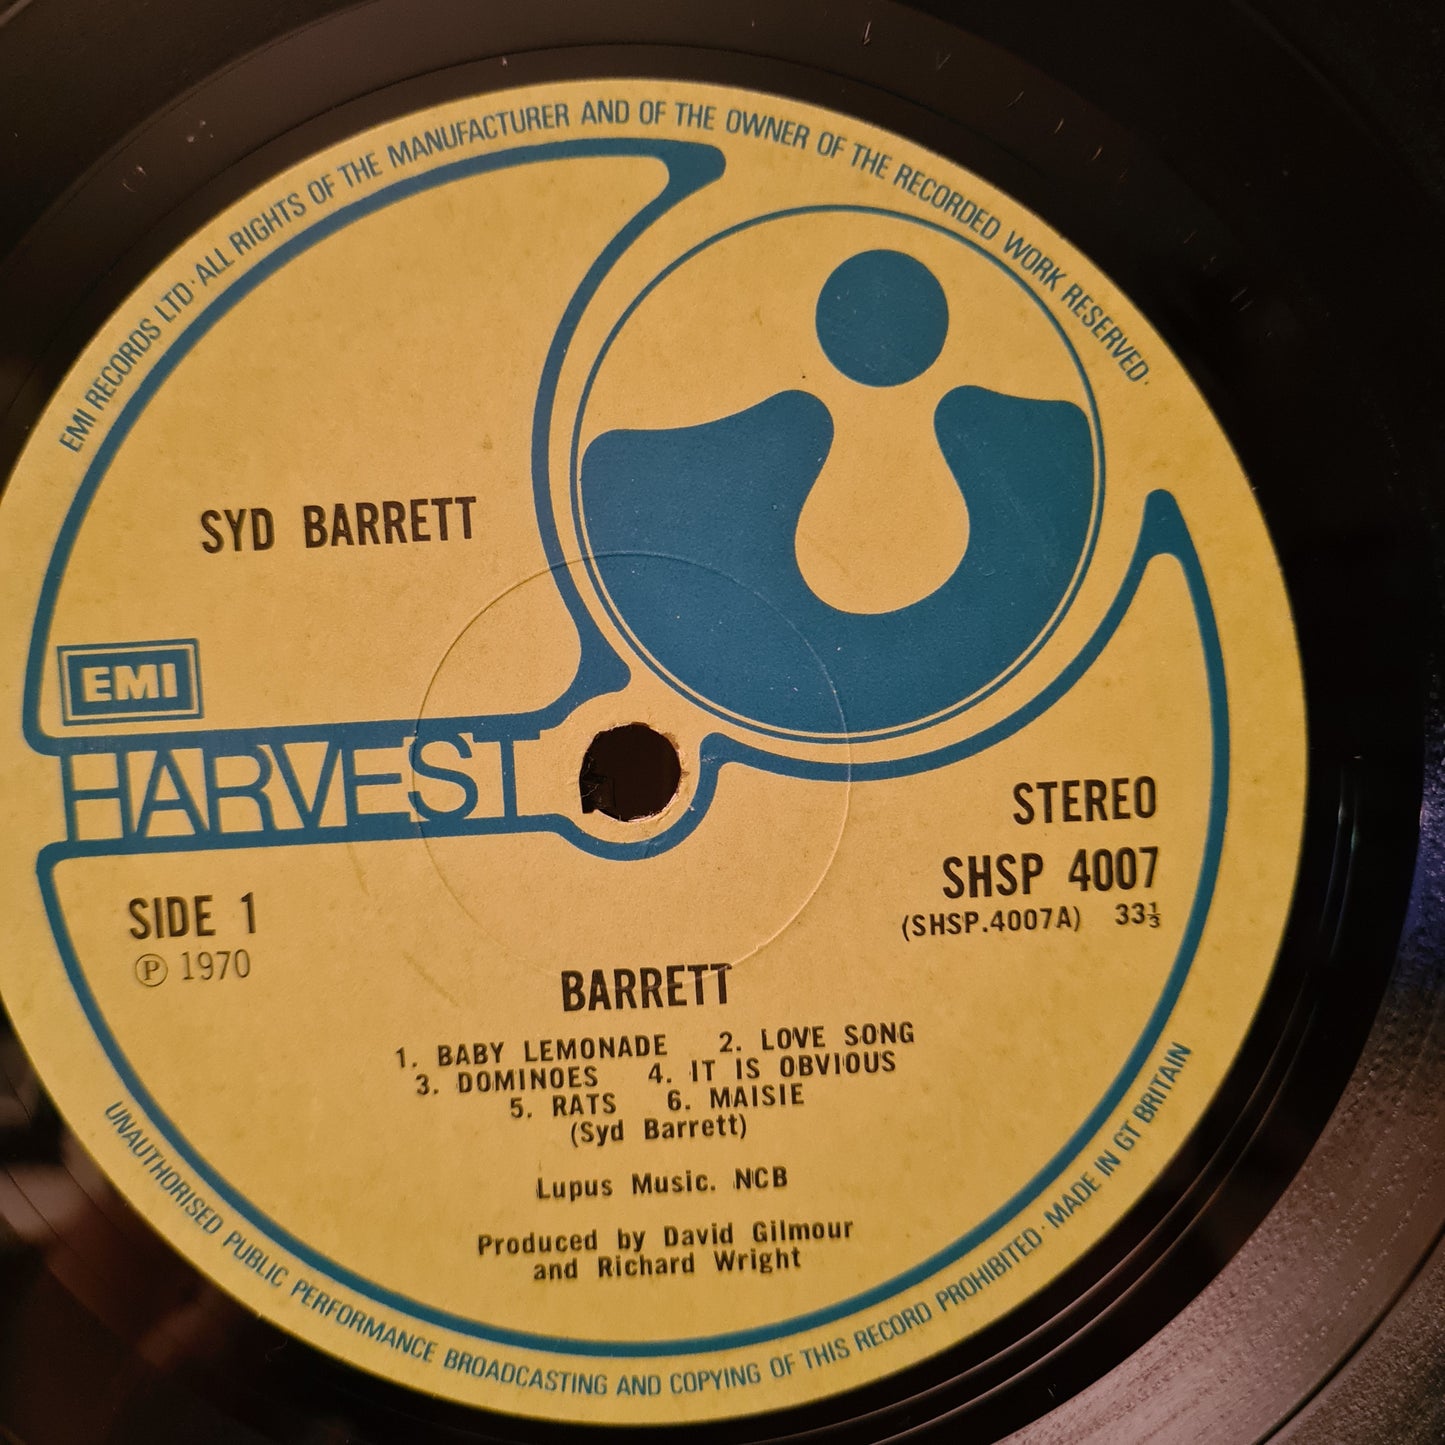 EMI RECORDS LTD · ALL RIGHTS OF THE MANUFACTURER AND OF THE OWNER OF THE RECORDED WORK RESERVED ·
SYD BARRETT
EMI
HARVEST
STEREO
SHSP 4007
(SHSP.4007A) 33⅓
SIDE 1
℗ 1970
BARRETT
1. BABY LEMONADE 2. LOVE SONG
3. DOMINOES 4. IT IS OBVIOUS
5. RATS 6. MAISIE
(Syd Barrett)
Lupus Music. NCB
Produced by David Gilmour
and Richard Wright
UNAUTHORISED PUBLIC PERFORMANCE BROADCASTING AND COPYING OF THIS RECORD PROHIBITED · MADE IN GT BRITAIN